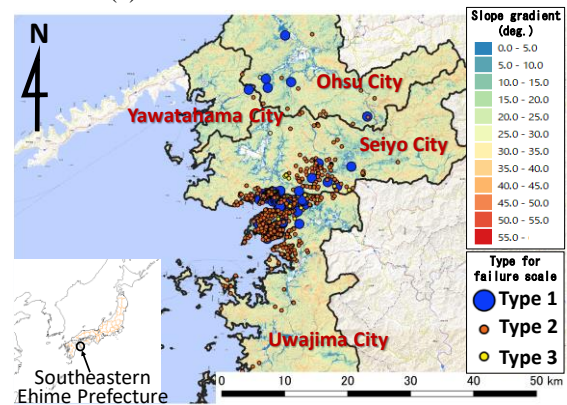 N
Slope gradient
(deg.)
0.0 - 5.0
5.0 - 10.0
10.0 - 15.0
15.0 - 20.0
20.0 - 25.0
25.0 - 30.0
30.0 - 35.0
35.0 - 40.0
40.0 - 45.0
45.0 - 50.0
50.0 - 55.0
55.0 -
Ohsu City
Yawatahama City
Seiyo City
Uwajima City
Type for
failure scale
Type 1
Type 2
Type 3
Southeastern
Ehime Prefecture
0 10 20 30 40 50 km